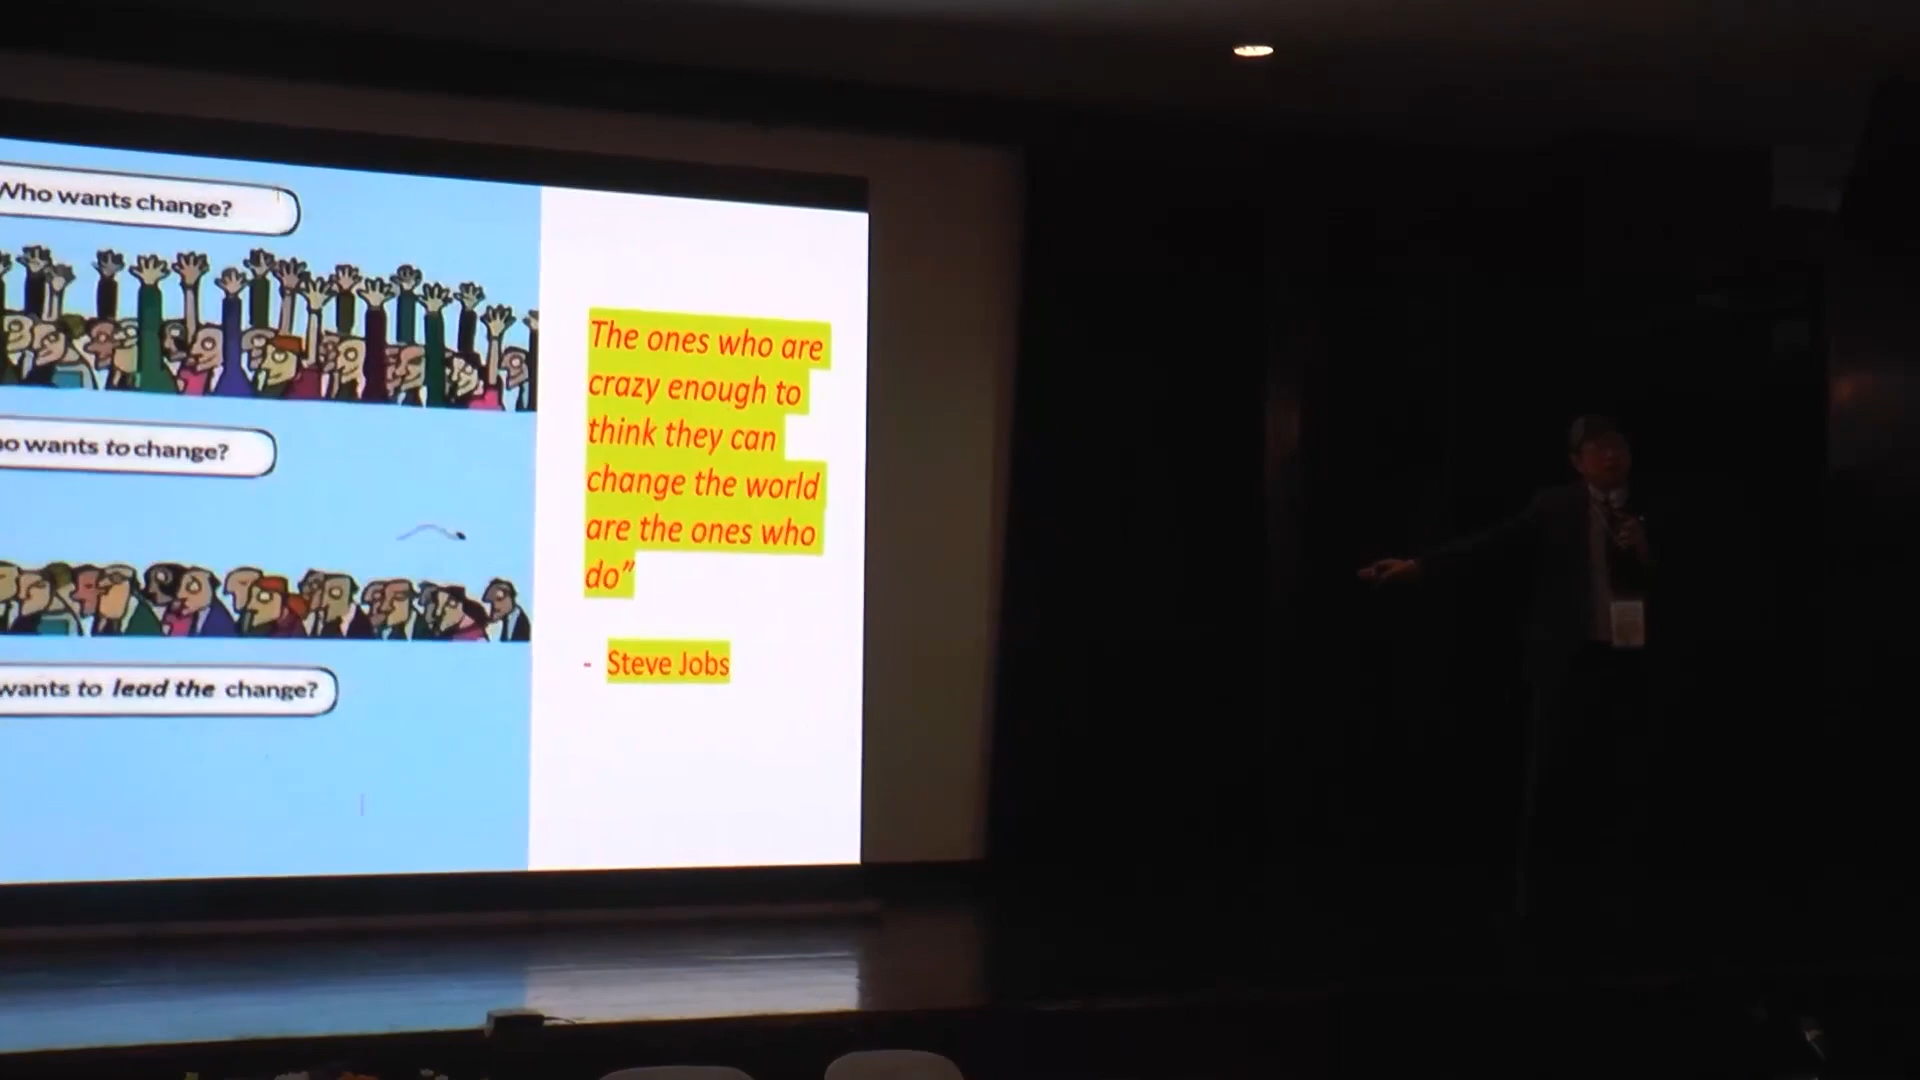 Who wants change?
wants to change?
wants to lead the change?
The ones who are
crazy enough to
think they can
change the world
are the ones who
do”
- Steve Jobs